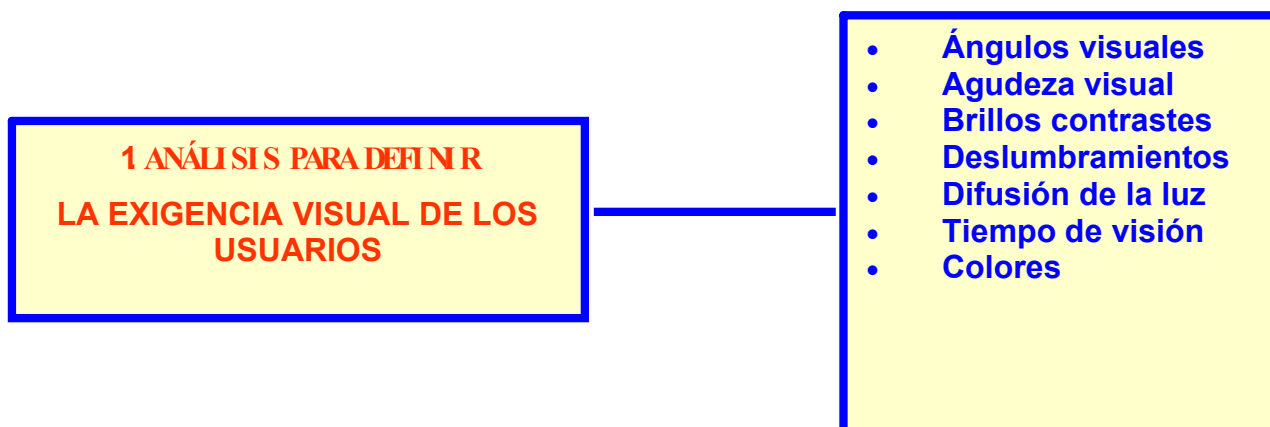 1 ANÁLISIS PARA DEFINIR
LA EXIGENCIA VISUAL DE LOS
USUARIOS
• Ángulos visuales
• Agudeza visual
• Brillos contrastes
• Deslumbramientos
• Difusión de la luz
• Tiempo de visión
• Colores